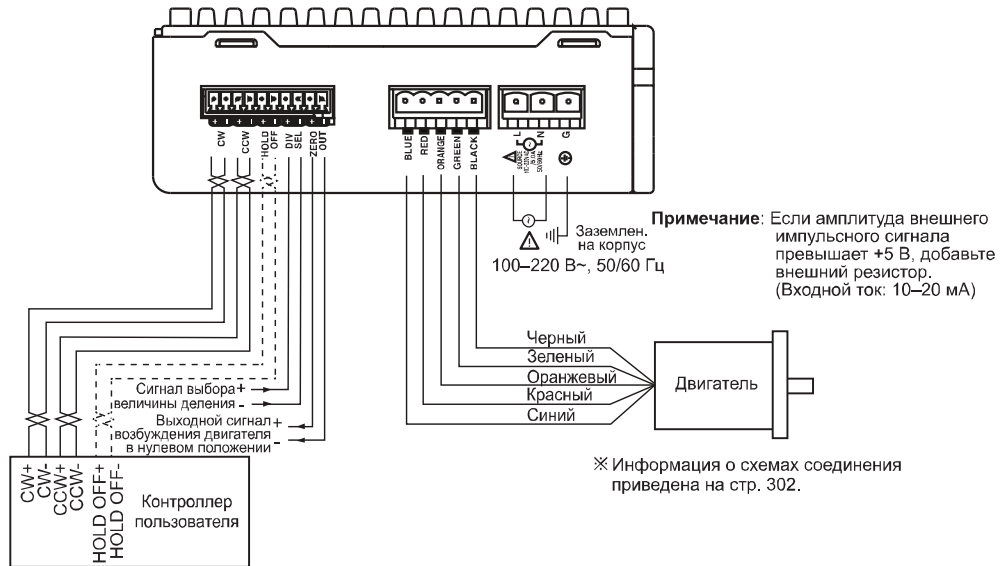 + - + - + - + - + -
CW
CCW
HOLD
OFF
DIV
SEL
ZERO
OUT
BLUE
RED
ORANGE
GREEN
BLACK
L
N
G
SOURCE
50/60Hz
Заземлен.
на корпус
100–220 В~, 50/60 Гц
Примечание: Если амплитуда внешнего
импульсного сигнала
превышает +5 В, добавьте
внешний резистор.
(Входной ток: 10–20 мА)
Черный
Зеленый
Оранжевый
Красный
Синий
Двигатель
Сигнал выбора +
величины деления -
Выходной сигнал +
возбуждения двигателя
в нулевом положении -
CW+
CW-
CCW+
CCW-
HOLD OFF+
HOLD OFF-
Контроллер
пользователя
※ Информация о схемах соединения
приведена на стр. 302.